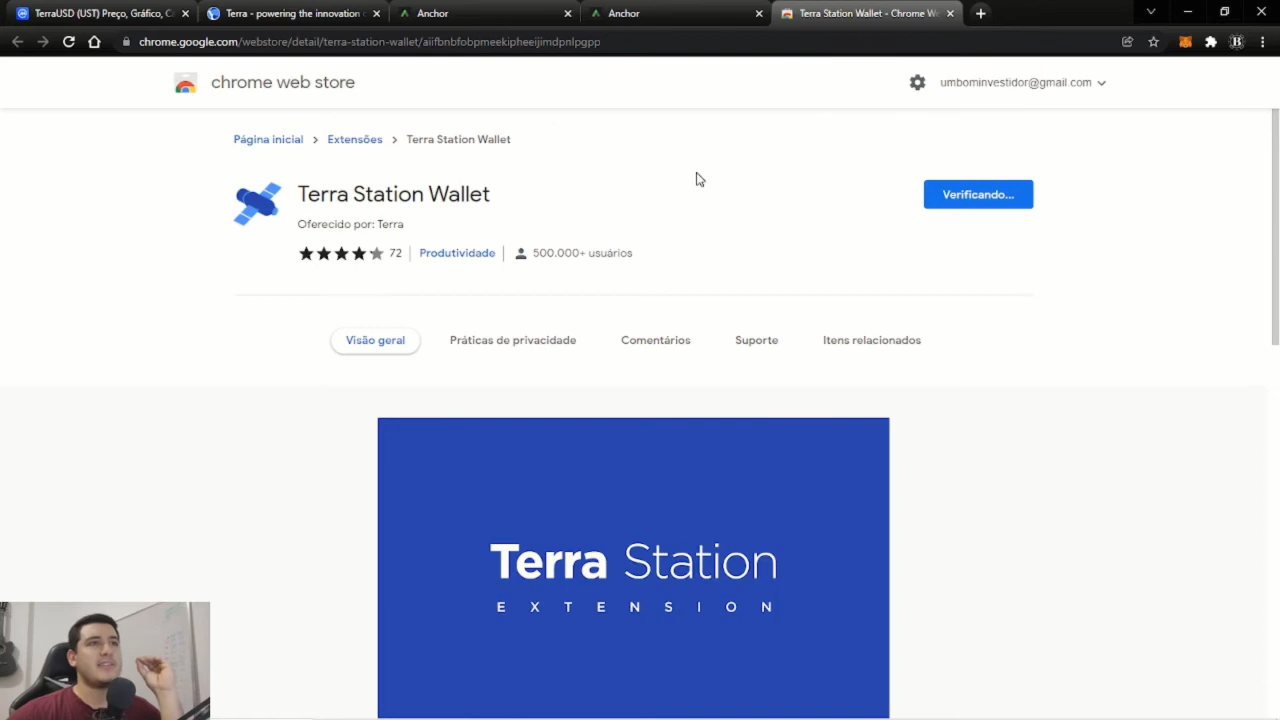 TerraUSD (UST) Preço, Gráfico, C
Terra - powering the innovation
Anchor
Anchor
Terra Station Wallet - Chrome We
chrome.google.com/webstore/detail/terra-station-wallet/aiifbnbfobpmeekipheeijimdpnlpgpp
chrome web store
umbominvestidor@gmail.com
Página inicial > Extensões > Terra Station Wallet
Terra Station Wallet
Verificando...
Oferecido por: Terra
72 | Produtividade | 500.000+ usuários
Visão geral
Práticas de privacidade
Comentários
Suporte
Itens relacionados
Terra Station
EXTENSION